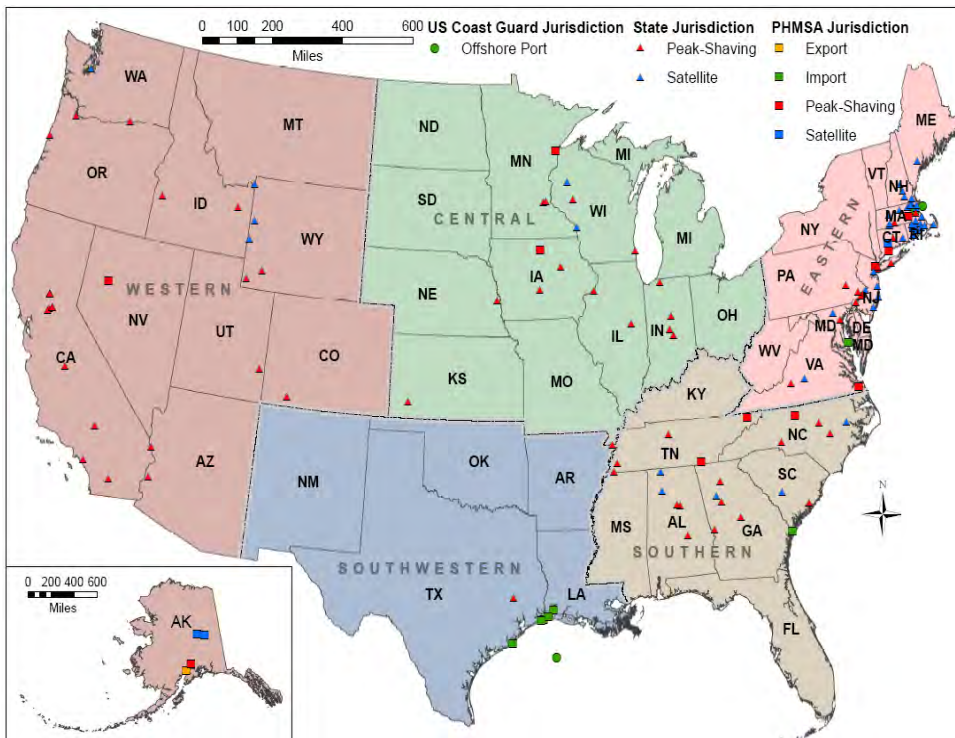 0 150 300 600
Miles
US Coast Guard Jurisdiction
Offshore Port
State Jurisdiction
Peak-Shaving
Satellite
PHMSA Jurisdiction
Export
Import
Peak-Shaving
Satellite
WA
MT
ND
MN
MI
ME
VT
NH
OR
ID
SD
CENTRAL
WI
MI
NY
MA
CT
RI
EASTERN
WY
WESTERN
NE
IA
PA
NJ
NV
UT
CO
IL
IN
OH
MD
DE
MD
WV
VA
CA
KS
MO
KY
AZ
NM
OK
AR
TN
NC
SC
N
MS
AL
GA
SOUTHERN
SOUTHWESTERN
TX
LA
FL
0 200 400 600
Miles
AK